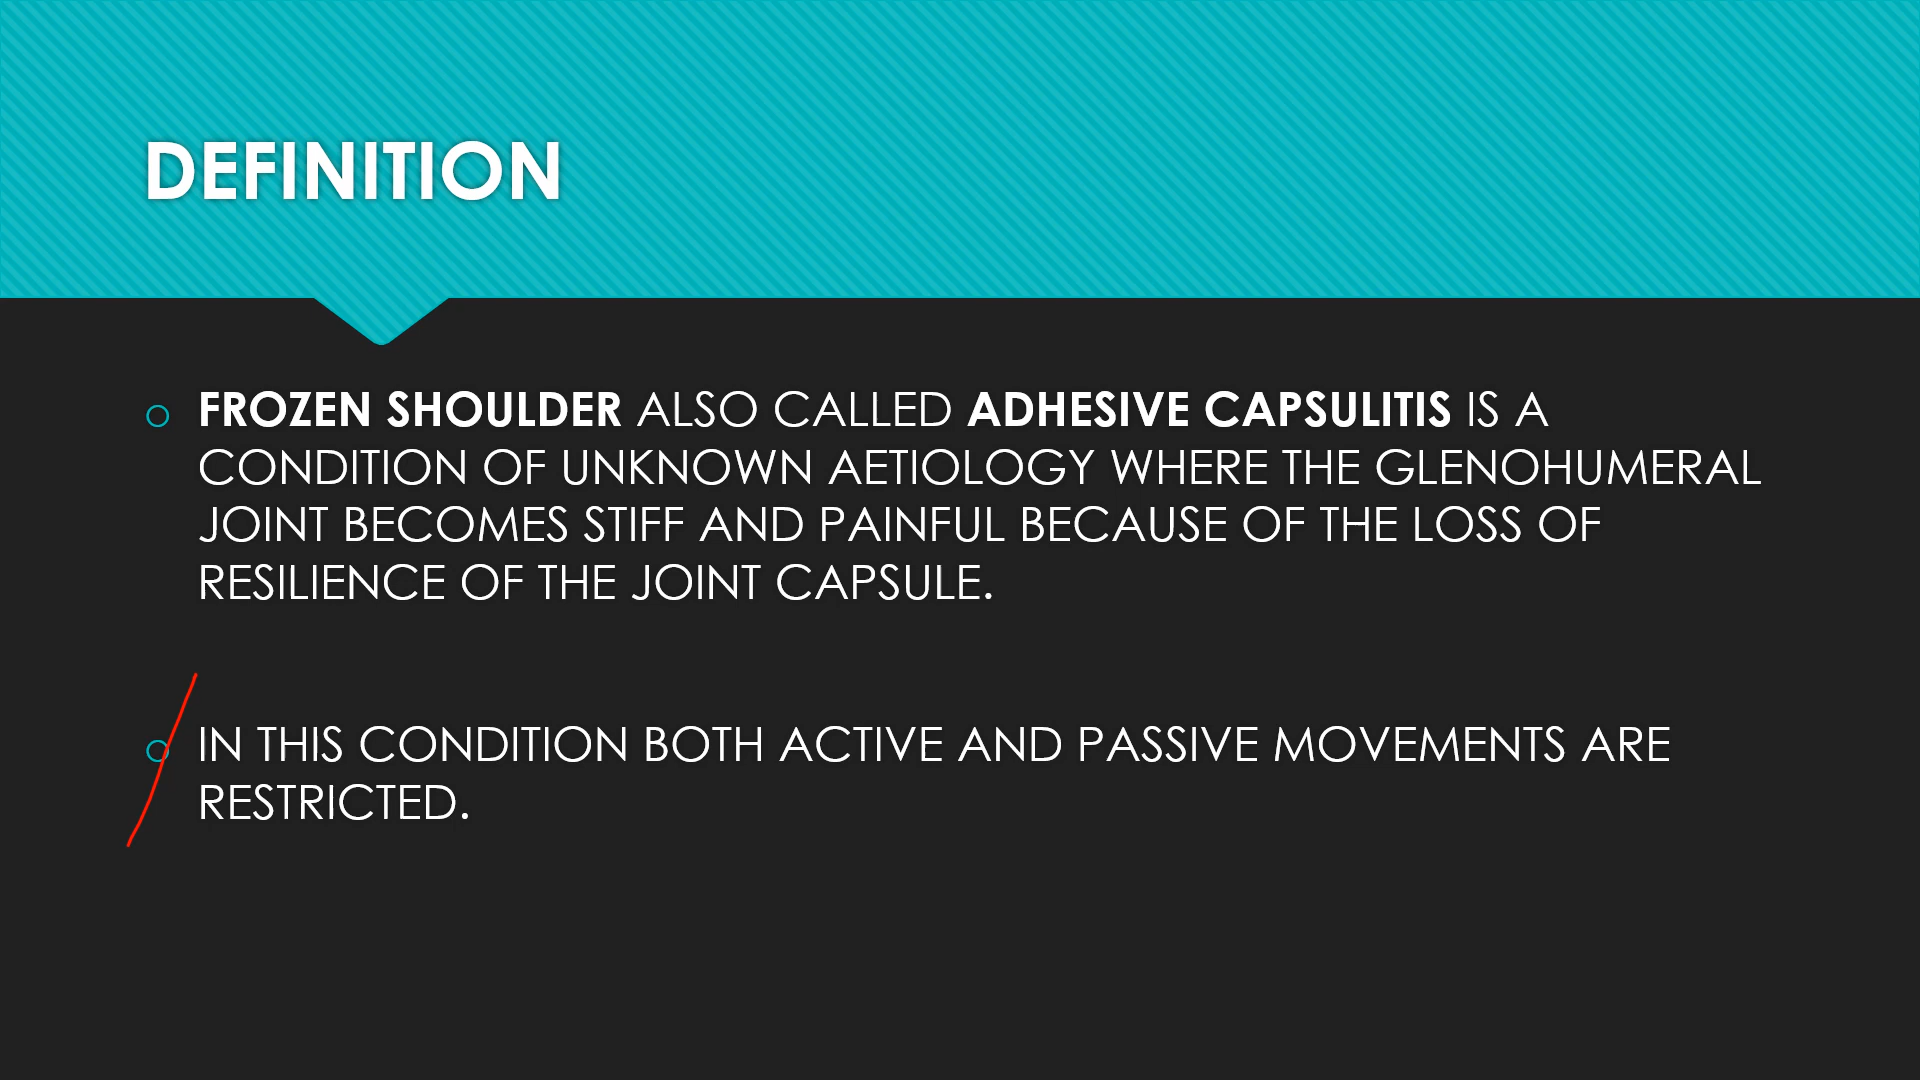 DEFINITION
FROZEN SHOULDER ALSO CALLED ADHESIVE CAPSULITIS IS A
CONDITION OF UNKNOWN AETIOLOGY WHERE THE GLENOHUMERAL
JOINT BECOMES STIFF AND PAINFUL BECAUSE OF THE LOSS OF
RESILIENCE OF THE JOINT CAPSULE.
IN THIS CONDITION BOTH ACTIVE AND PASSIVE MOVEMENTS ARE
RESTRICTED.